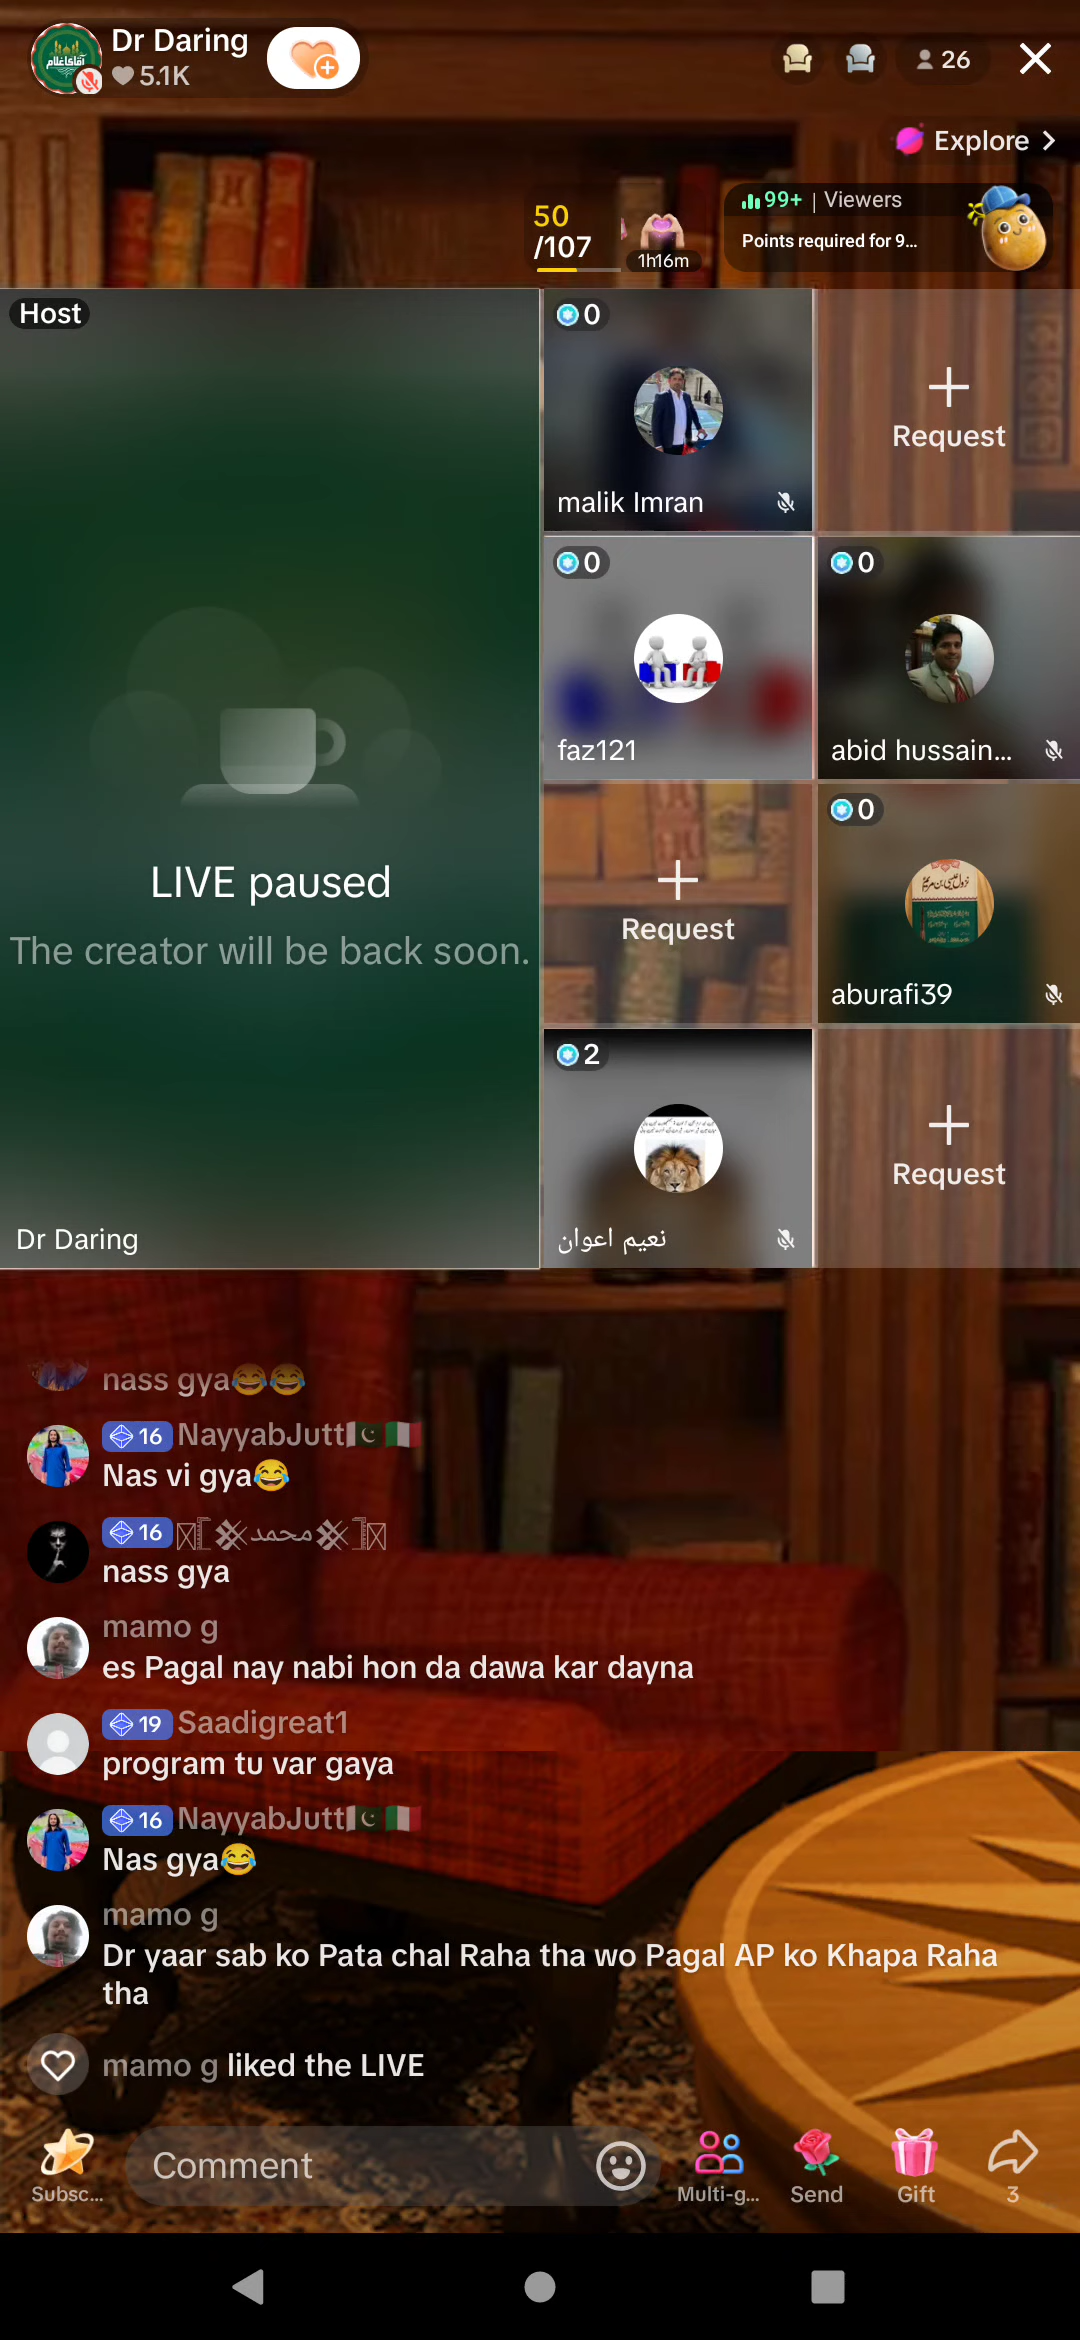 Dr Daring
5.1K
26
Explore
50
/107
1h16m
99+ | Viewers
Points required for 9...
Host
0
malik Imran
Request
0
faz121
0
abid hussain...
LIVE paused
The creator will be back soon.
Request
0
aburafi39
2
نعیم اعوان
Request
Dr Daring
nass gya😂😂
16 NayyabJutt🇵🇰🇮🇹
Nas vi gya😂
16 محمد
nass gya
mamo g
es Pagal nay nabi hon da dawa kar dayna
19 Saadigreat1
program tu var gaya
16 NayyabJutt🇵🇰🇮🇹
Nas gya😂
mamo g
Dr yaar sab ko Pata chal Raha tha wo Pagal AP ko Khapa Raha
tha
mamo g liked the LIVE
Subsc...
Comment
Multi-g...
Send
Gift
3